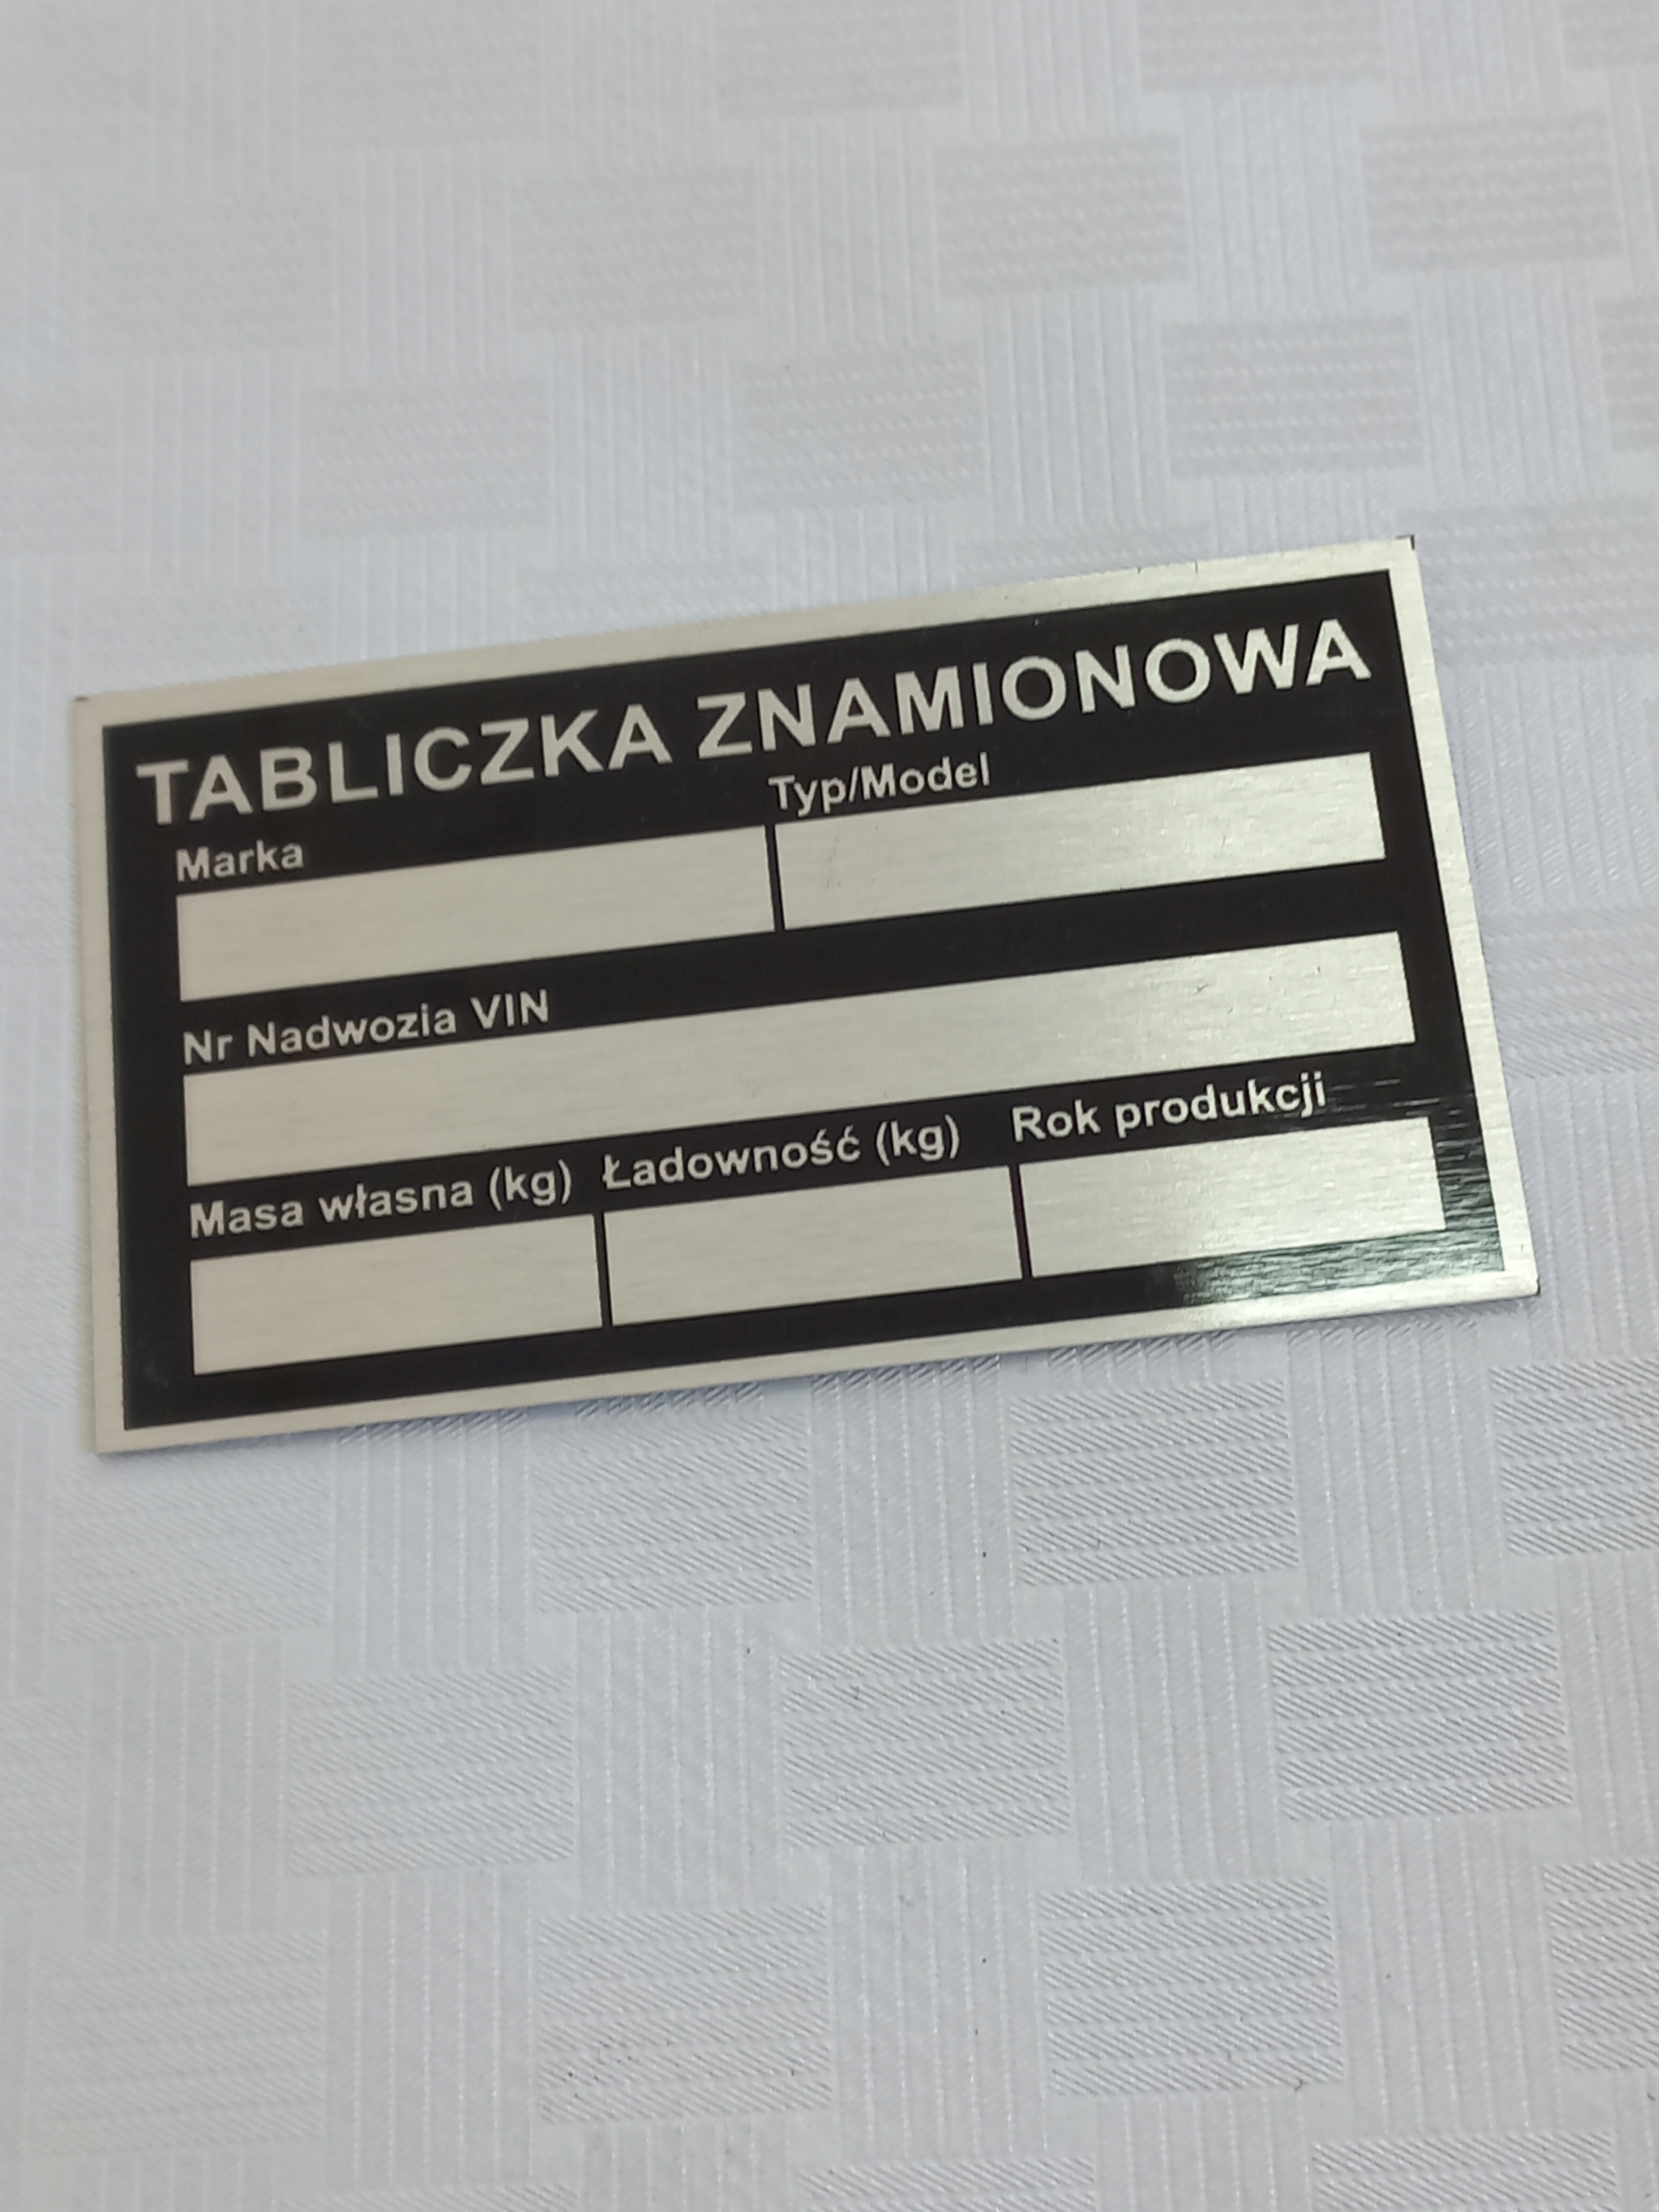 TABLICZKA ZNAMIONOWA
Marka Typ/Model
Nr Nadwozia VIN
Masa własna (kg) Ładowność (kg) Rok produkcji